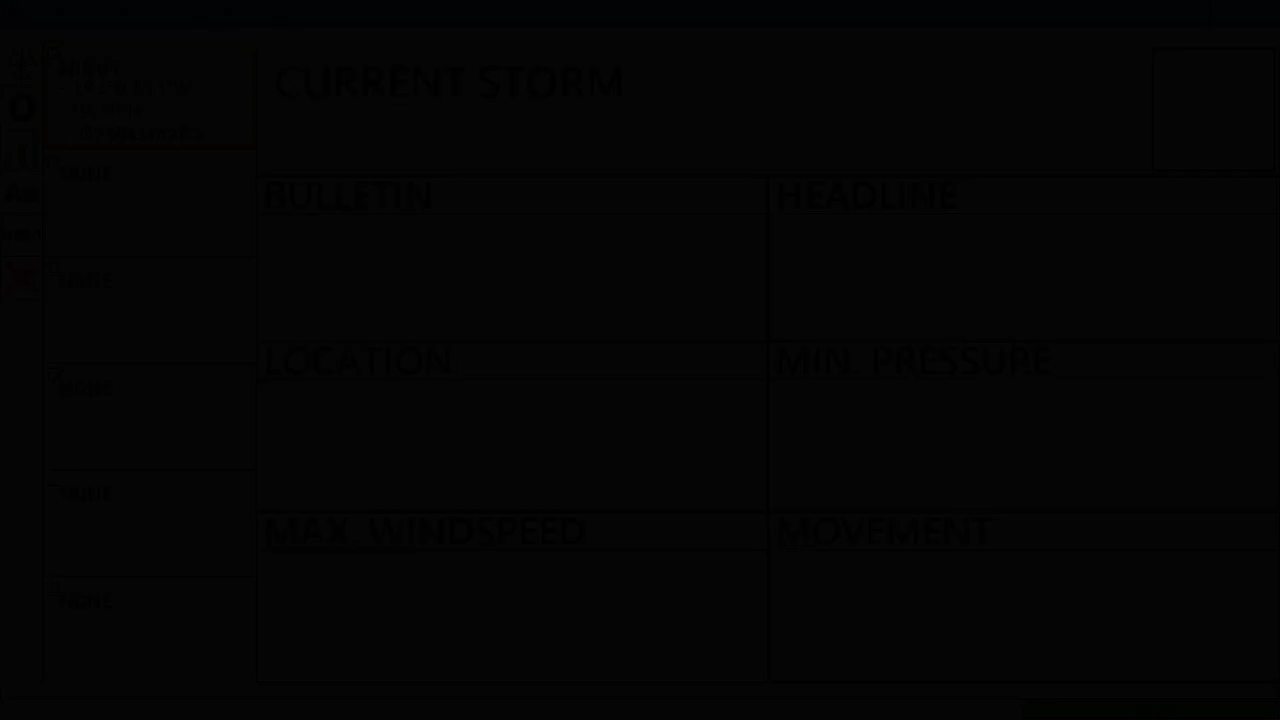 CURRENT STORM
BULLETIN
HEADLINE
NONE
NONE
LOCATION
MIN. PRESSURE
NONE
NONE
MAX. WINDSPEED
MOVEMENT
NONE